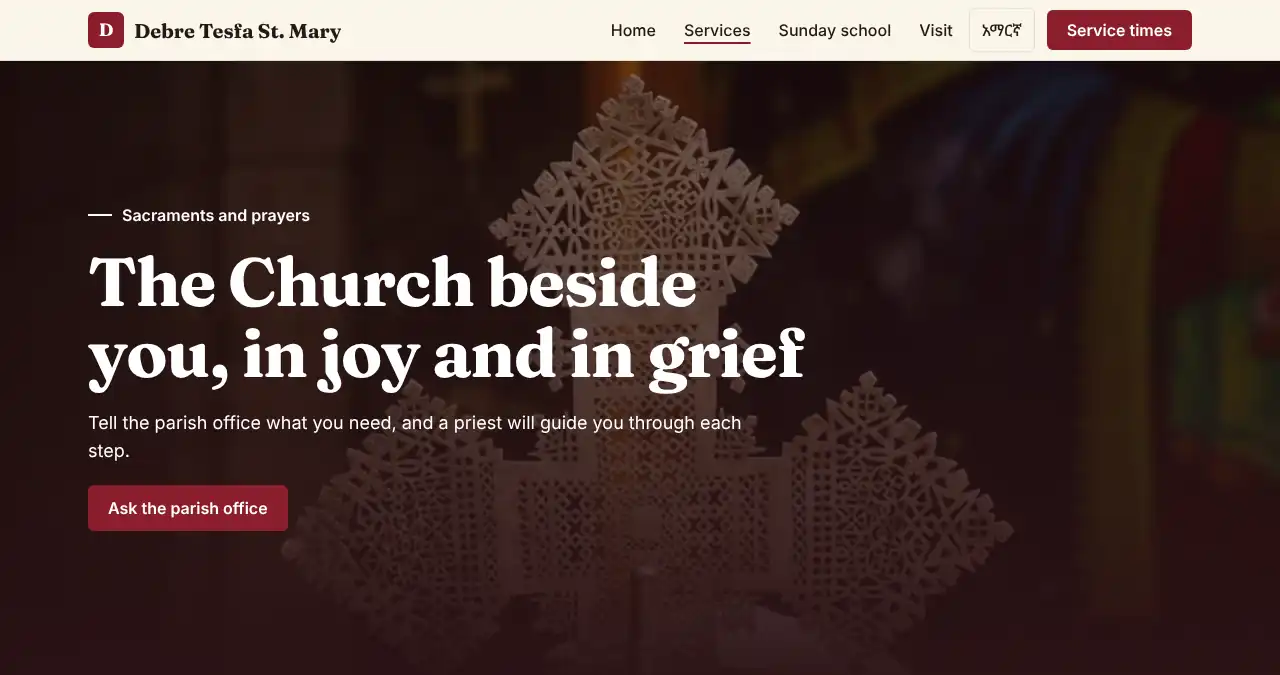 D
Debre Tesfa St. Mary
Home
Services
Sunday school
Visit
አማርኛ
Service times
Sacraments and prayers
The Church beside
you, in joy and in grief
Tell the parish office what you need, and a priest will guide you through each
step.
Ask the parish office